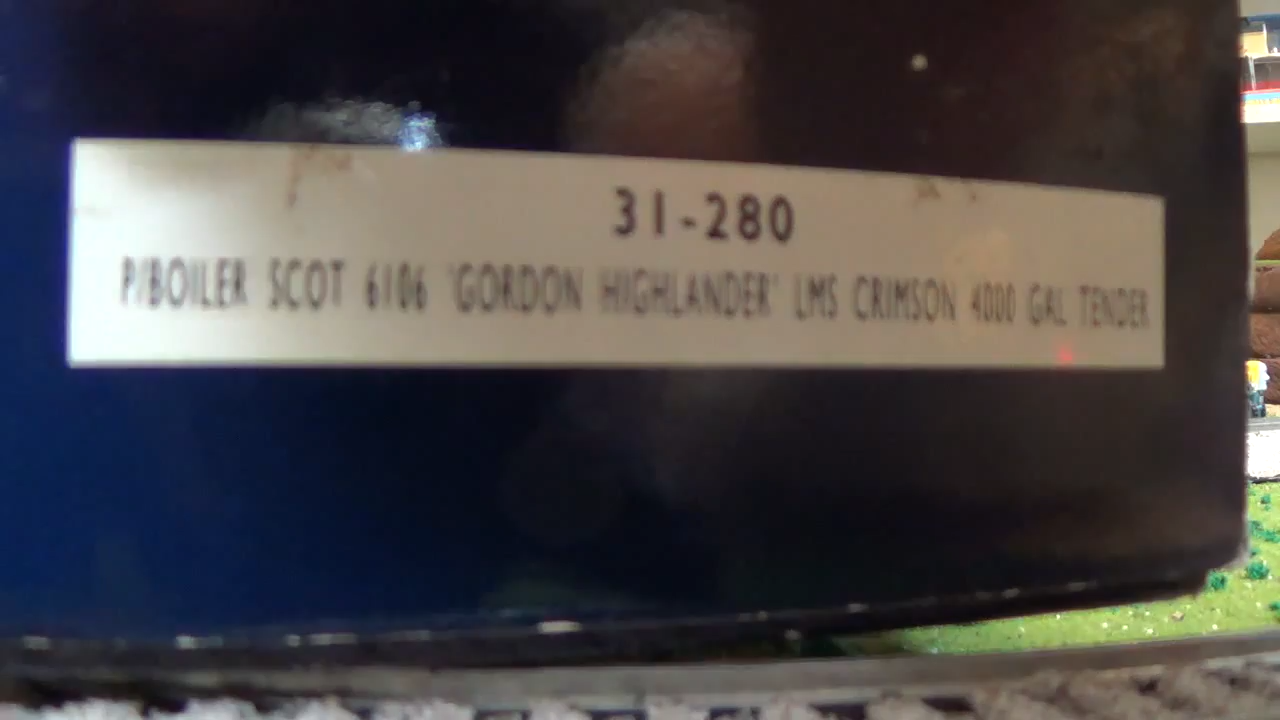 31-280
P/BOILER SCOT 6106 'GORDON HIGHLANDER' LMS CRIMSON 4000 GAL TENDER